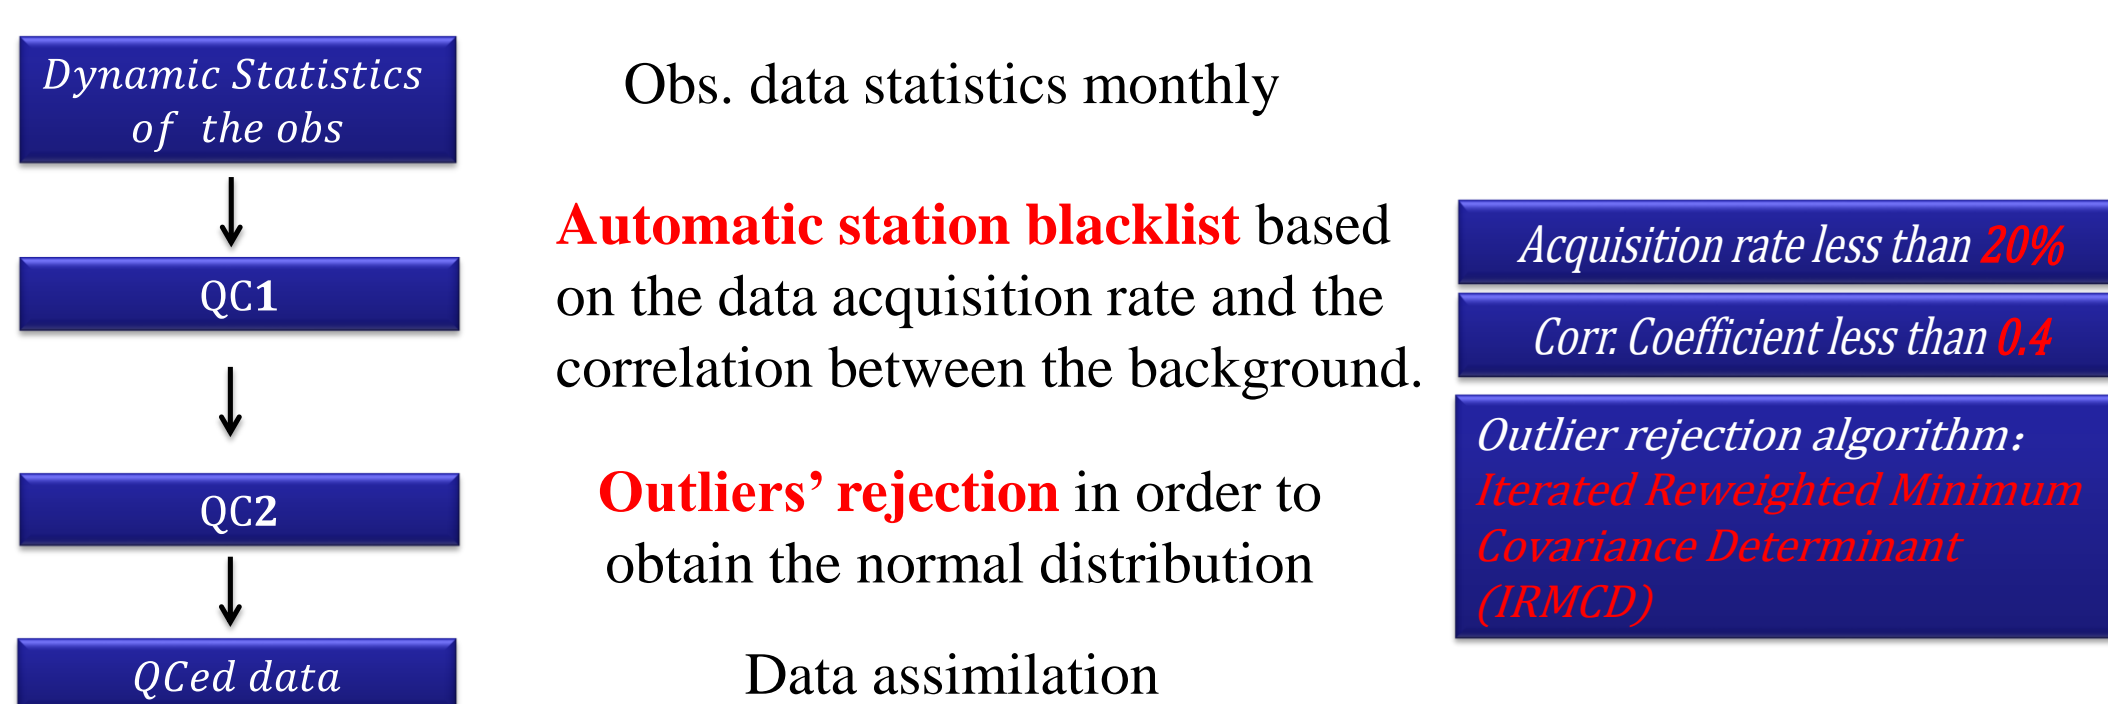 Dynamic Statistics
of the obs
Obs. data statistics monthly
QC1
Automatic station blacklist based
on the data acquisition rate and the
correlation between the background.
Acquisition rate less than 20%
Corr. Coefficient less than 0.4
QC2
Outliers’ rejection in order to
obtain the normal distribution
Outlier rejection algorithm：
Iterated Reweighted Minimum
Covariance Determinant
(IRMCD)
QCed data
Data assimilation